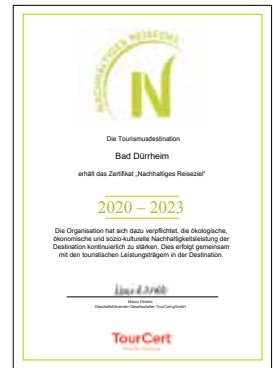 NACHHALTIGES REISEZIEL
N
Die Tourismusdestination
Bad Dürrheim
erhält das Zertifikat „Nachhaltiges Reiseziel“
2020 – 2023
Die Organisation hat sich dazu verpflichtet, die ökologische,
ökonomische und sozio-kulturelle Nachhaltigkeitsleistung der
Destination kontinuierlich zu stärken. Dies erfolgt gemeinsam
mit den touristischen Leistungsträgern in der Destination.
Marco Giraldo
Geschäftsführender Gesellschafter TourCert gGmbH
TourCert